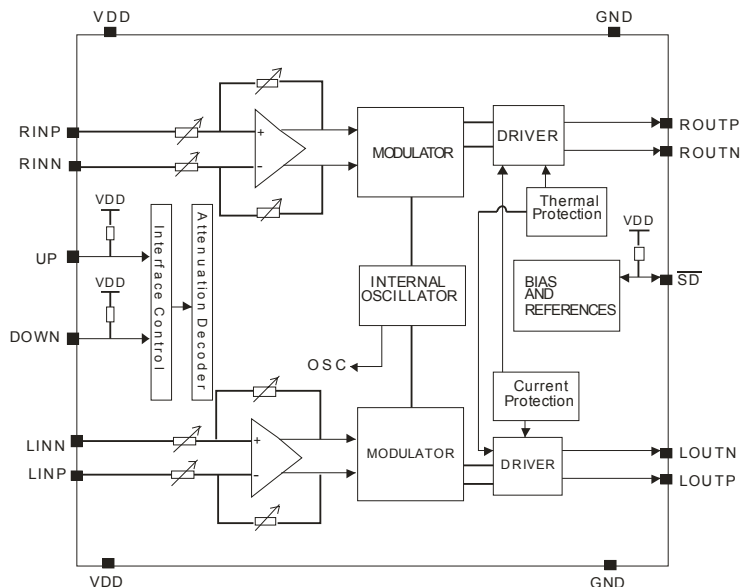 VDD
GND
RINP
RINN
+
-
MODULATOR
DRIVER
ROUTP
ROUTN
Thermal
Protection
VDD
UP
VDD
DOWN
Interface Control
Attenuation Decoder
INTERNAL
OSCILLATOR
OSC
BIAS
AND
REFERENCES
VDD
SD
Current
Protection
LINN
LINP
+
-
MODULATOR
DRIVER
LOUTN
LOUTP
VDD
GND